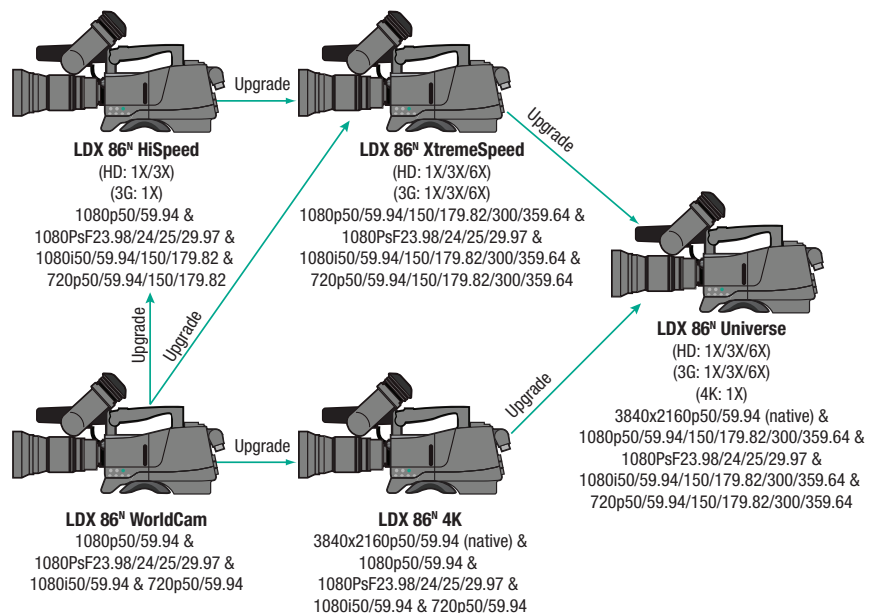 Upgrade
LDX 86ᴺ HiSpeed
(HD: 1X/3X)
(3G: 1X)
1080p50/59.94 &
1080PsF23.98/24/25/29.97 &
1080i50/59.94/150/179.82 &
720p50/59.94/150/179.82
LDX 86ᴺ XtremeSpeed
(HD: 1X/3X/6X)
(3G: 1X/3X/6X)
1080p50/59.94/150/179.82/300/359.64 &
1080PsF23.98/24/25/29.97 &
1080i50/59.94/150/179.82/300/359.64 &
720p50/59.94/150/179.82/300/359.64
Upgrade
Upgrade
Upgrade
LDX 86ᴺ Universe
(HD: 1X/3X/6X)
(3G: 1X/3X/6X)
(4K: 1X)
3840x2160p50/59.94 (native) &
1080p50/59.94/150/179.82/300/359.64 &
1080PsF23.98/24/25/29.97 &
1080i50/59.94/150/179.82/300/359.64 &
720p50/59.94/150/179.82/300/359.64
Upgrade
Upgrade
LDX 86ᴺ WorldCam
1080p50/59.94 &
1080PsF23.98/24/25/29.97 &
1080i50/59.94 & 720p50/59.94
LDX 86ᴺ 4K
3840x2160p50/59.94 (native) &
1080p50/59.94 &
1080PsF23.98/24/25/29.97 &
1080i50/59.94 & 720p50/59.94